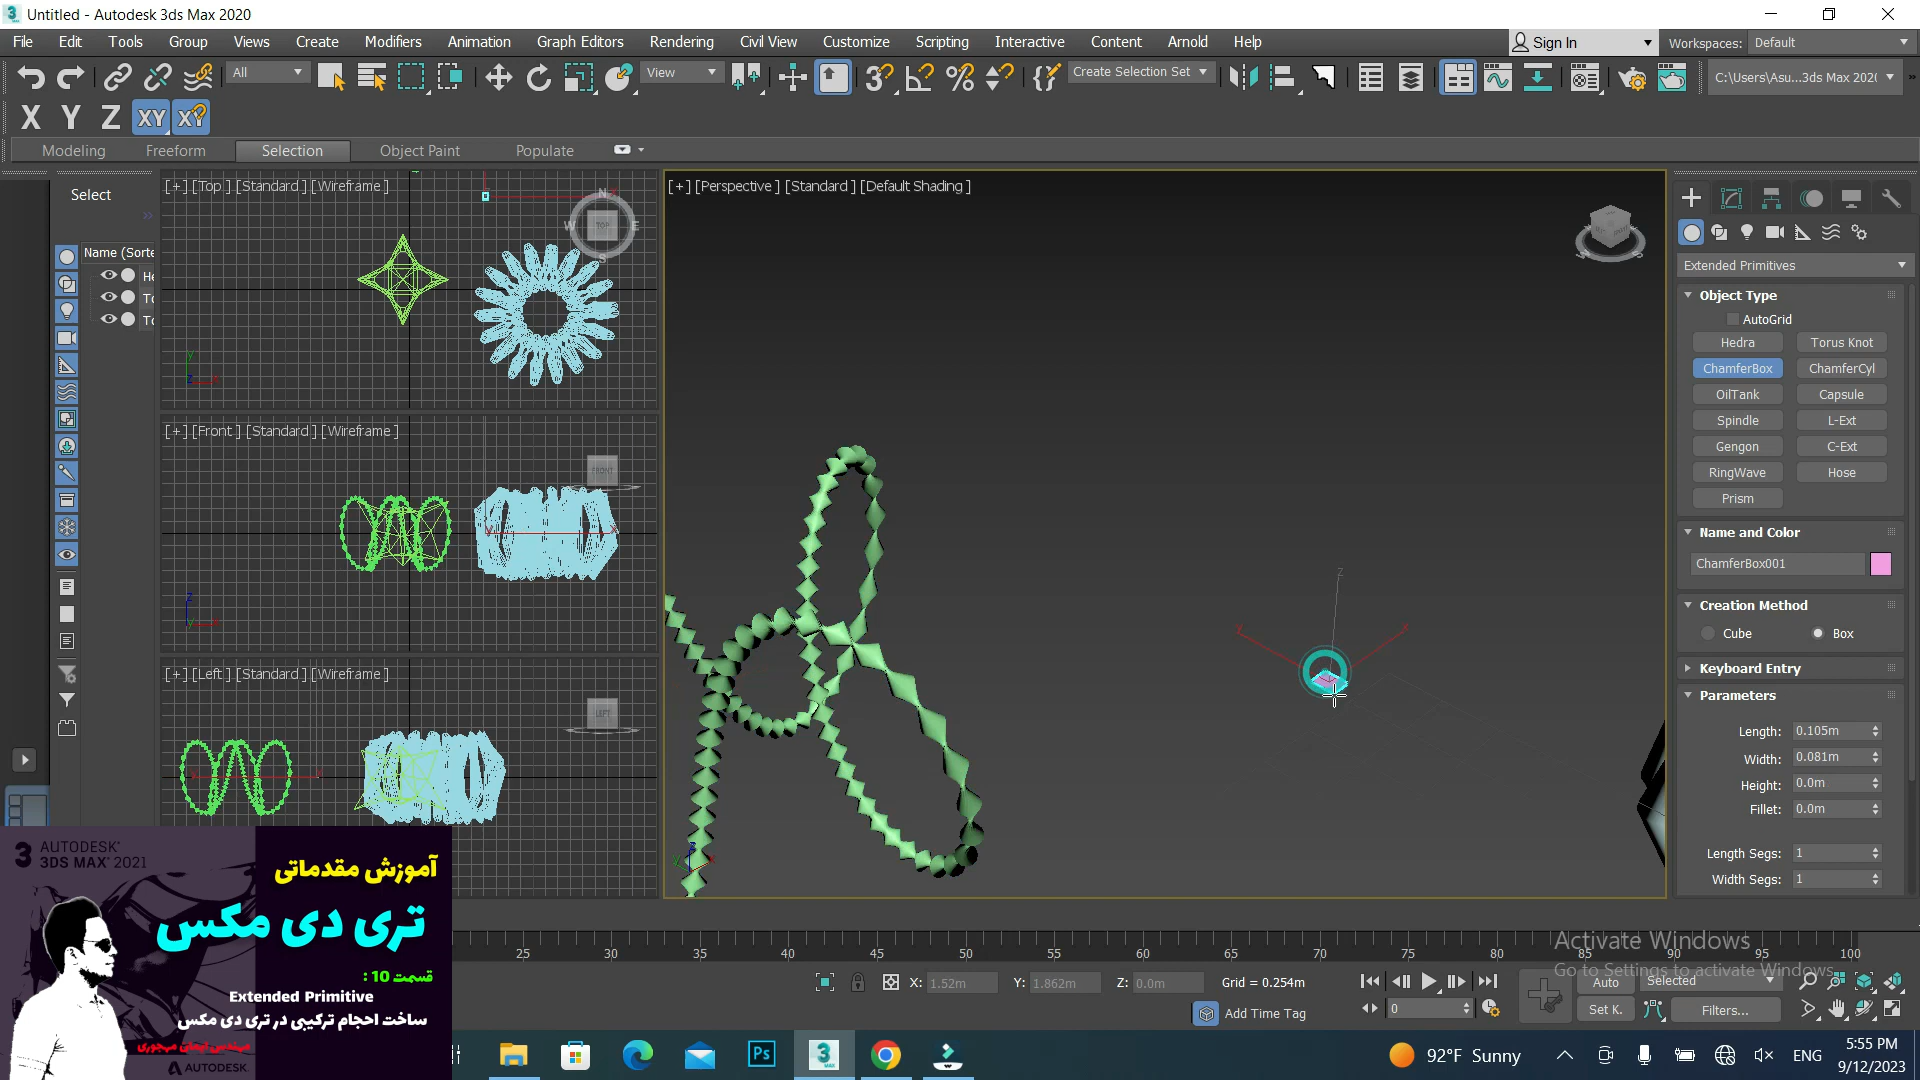 Untitled - Autodesk 3ds Max 2020
File Edit Tools Group Views Create Modifiers Animation Graph Editors Rendering Civil View Customize Scripting Interactive Content Arnold Help
Sign In
Workspaces: Default
All
View
Create Selection Set
C:\Users\Asu...3ds Max 202(
X Y Z XY
Modeling Freeform Selection Object Paint Populate
Select
Name (Sorte
[+] [Top ] [Standard ] [Wireframe ]
N
W
TOP
E
S
[+] [Front ] [Standard ] [Wireframe ]
FRONT
[+] [Left ] [Standard ] [Wireframe ]
LEFT
[+] [Perspective ] [Standard ] [Default Shading ]
Extended Primitives
Object Type
AutoGrid
Hedra Torus Knot
ChamferBox ChamferCyl
OilTank Capsule
Spindle L-Ext
Gengon C-Ext
RingWave Hose
Prism
Name and Color
ChamferBox001
Creation Method
Cube Box
Keyboard Entry
Parameters
Length: 0.105m
Width: 0.081m
Height: 0.0m
Fillet: 0.0m
Length Segs: 1
Width Segs: 1
25 30 35 40 45 50 55 60 65 70 75 80 85 90 95 100
X: 1.52m Y: 1.862m Z: 0.0m Grid = 0.254m
Add Time Tag
0
Auto Selected
Set K. Filters...
Activate Windows
Go to Settings to activate Windows.
3 AUTODESK®
3DS MAX® 2021
آموزش مقدماتی
تری دی مکس
قسمت 10 :
Extended Primitive
ساخت احجام ترکیبی در تری دی مکس
AUTODESK.
Ps
3
92°F Sunny
ENG
5:55 PM
9/12/2023